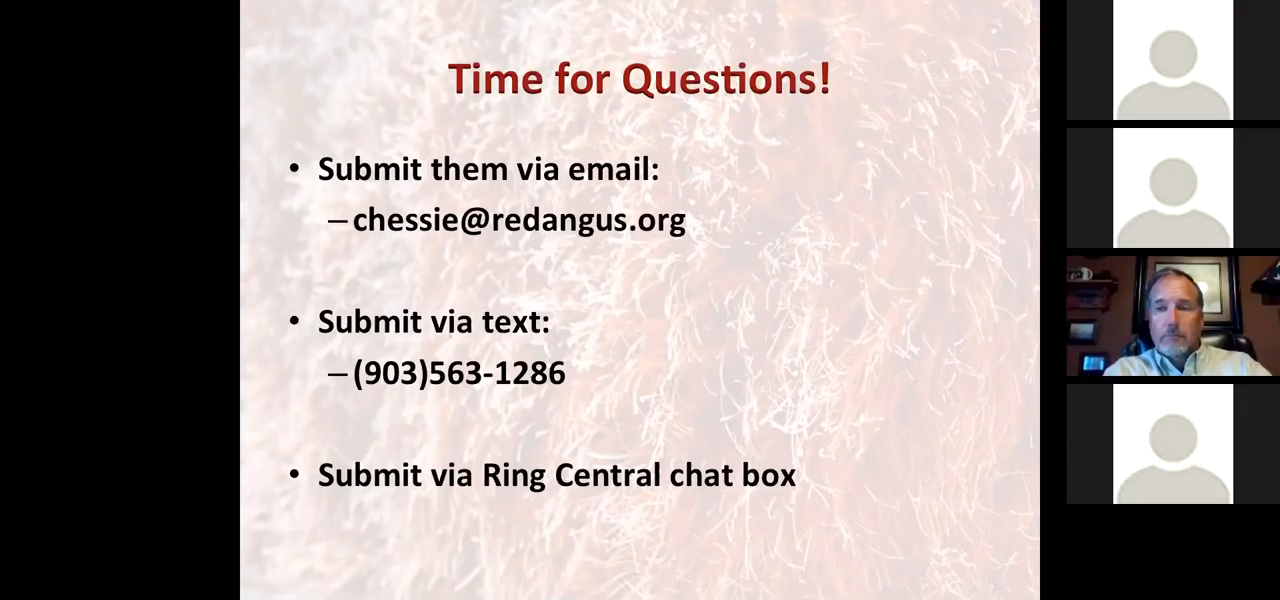 Time for Questions!
• Submit them via email:
– chessie@redangus.org
• Submit via text:
– (903)563-1286
• Submit via Ring Central chat box